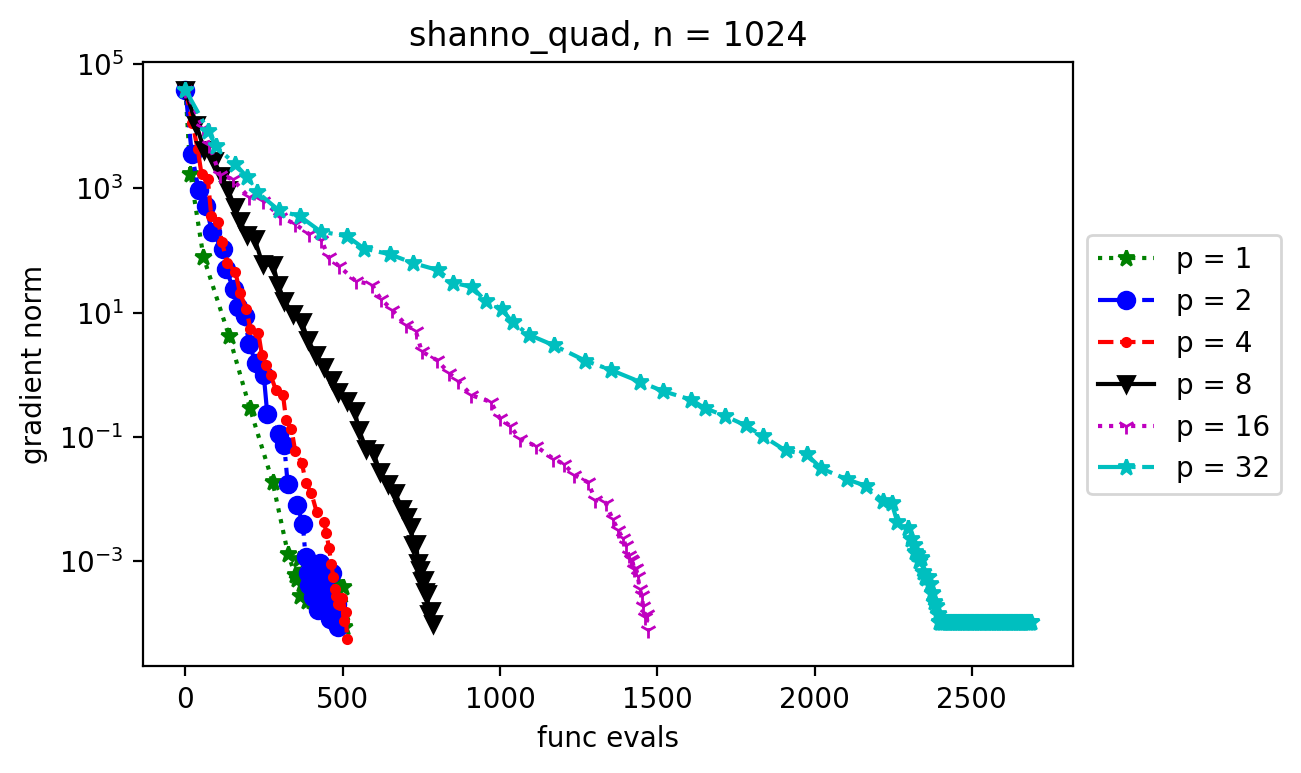 shanno_quad, n = 1024
gradient norm
10^5
10^3
10^1
10^−1
10^−3
0
500
1000
1500
2000
2500
func evals
p = 1
p = 2
p = 4
p = 8
p = 16
p = 32